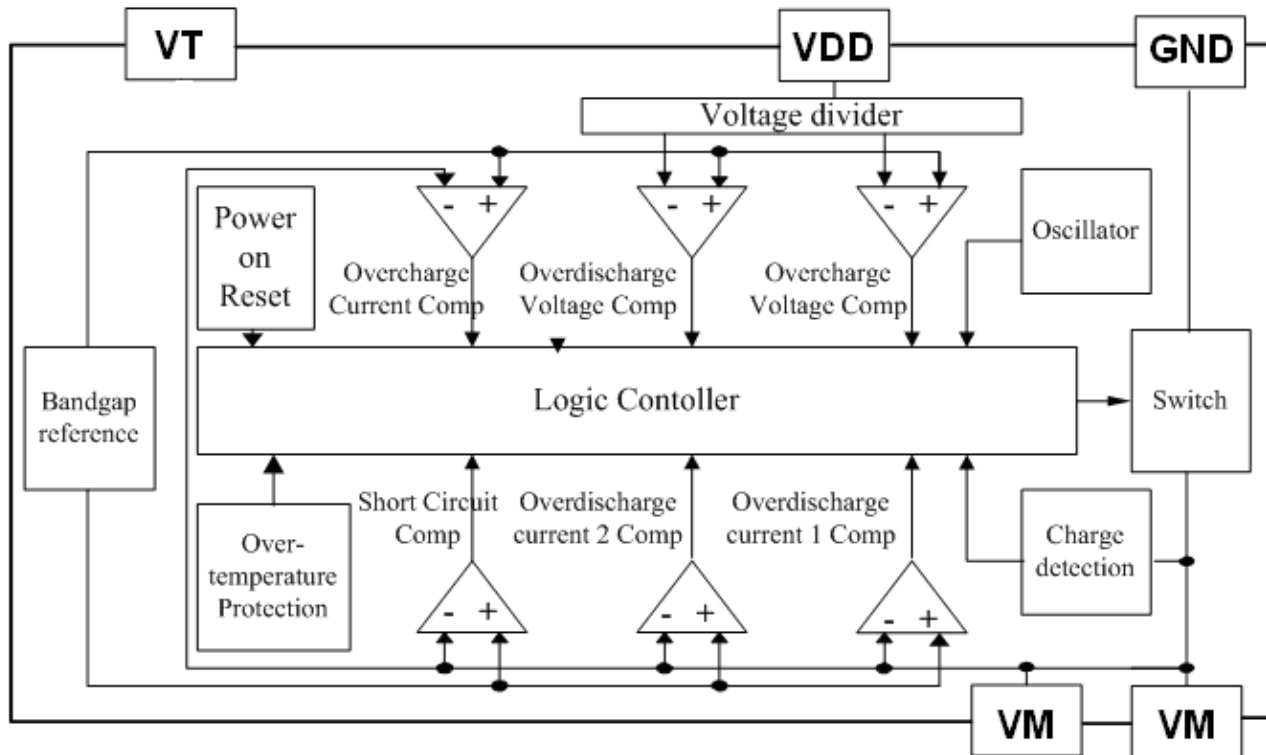 VT
VDD
GND
Voltage divider
- +
- +
- +
Power
on
Reset
Oscillator
Overcharge
Current Comp
Overdischarge
Voltage Comp
Overcharge
Voltage Comp
Bandgap
reference
Logic Contoller
Switch
Short Circuit
Comp
Overdischarge
current 2 Comp
Overdischarge
current 1 Comp
Over-
temperature
Protection
Charge
detection
- +
- +
- +
VM
VM